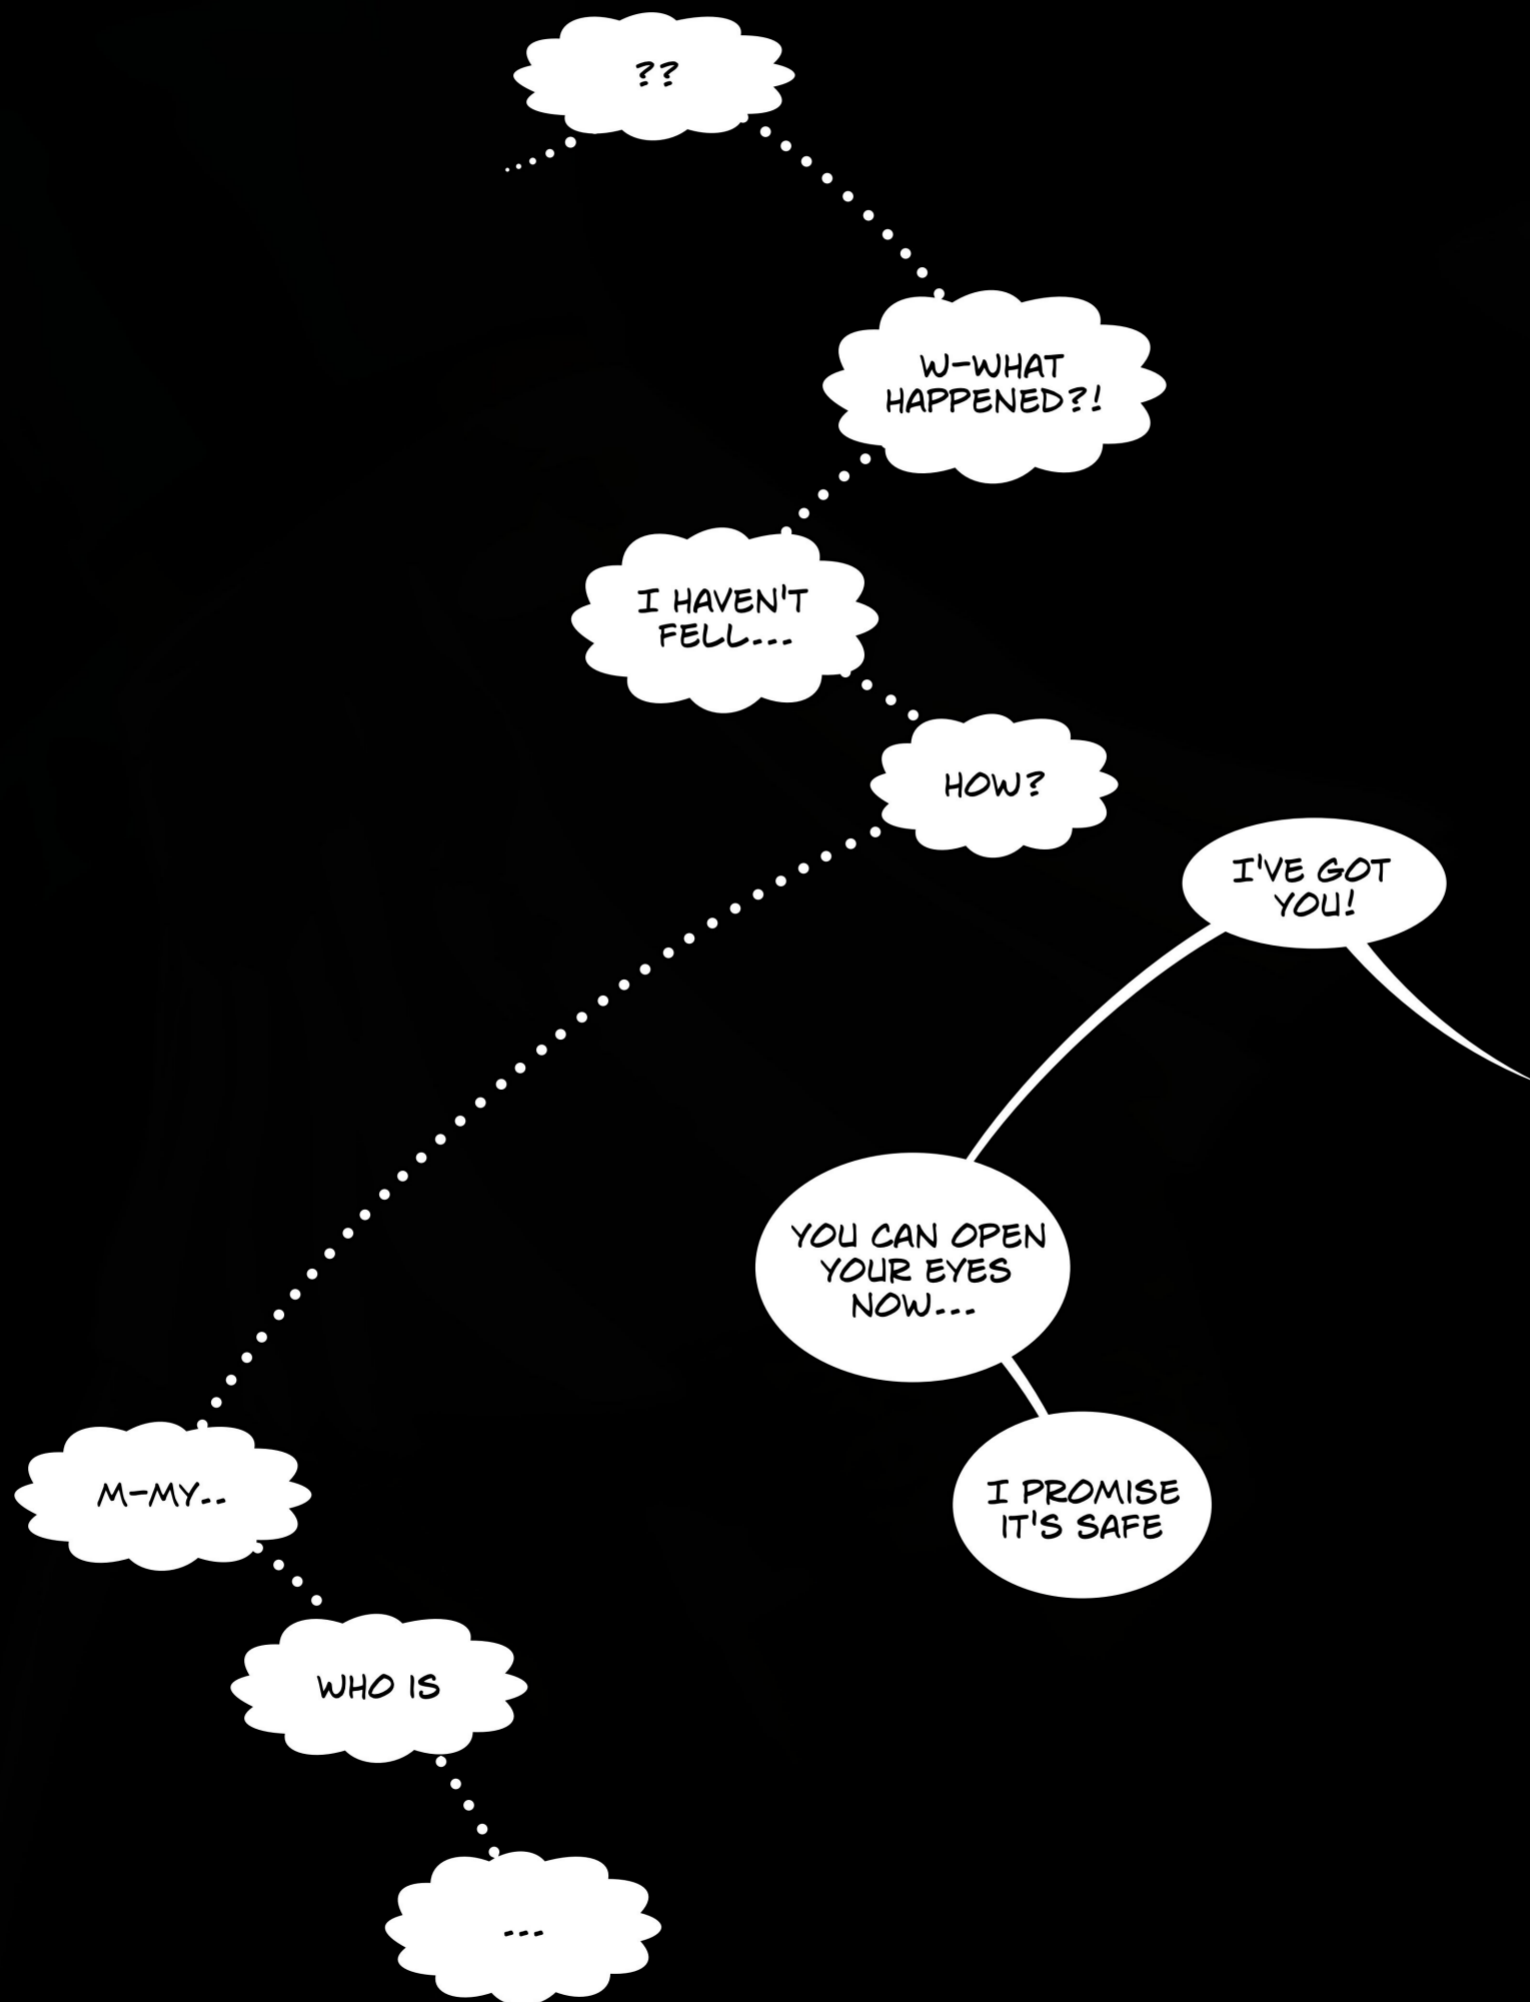 ??
W-WHAT
HAPPENED?!
I HAVEN'T
FELL...
HOW?
I'VE GOT
YOU!
YOU CAN OPEN
YOUR EYES
NOW...
I PROMISE
IT'S SAFE
M-MY..
WHO IS
...